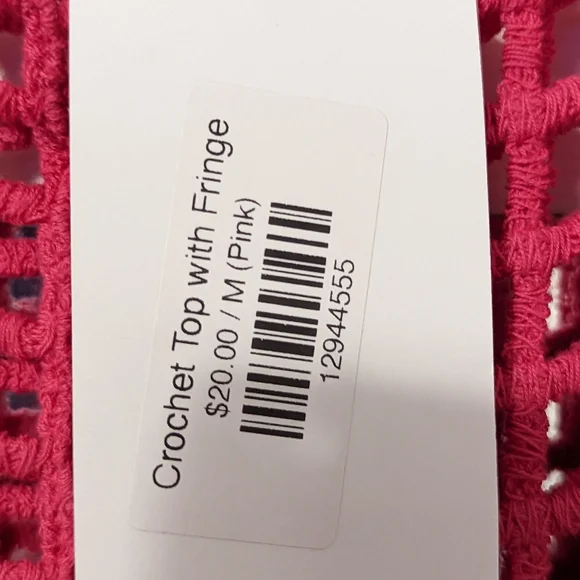 Crochet Top with Fringe
$20.00 / M (Pink)
12944555